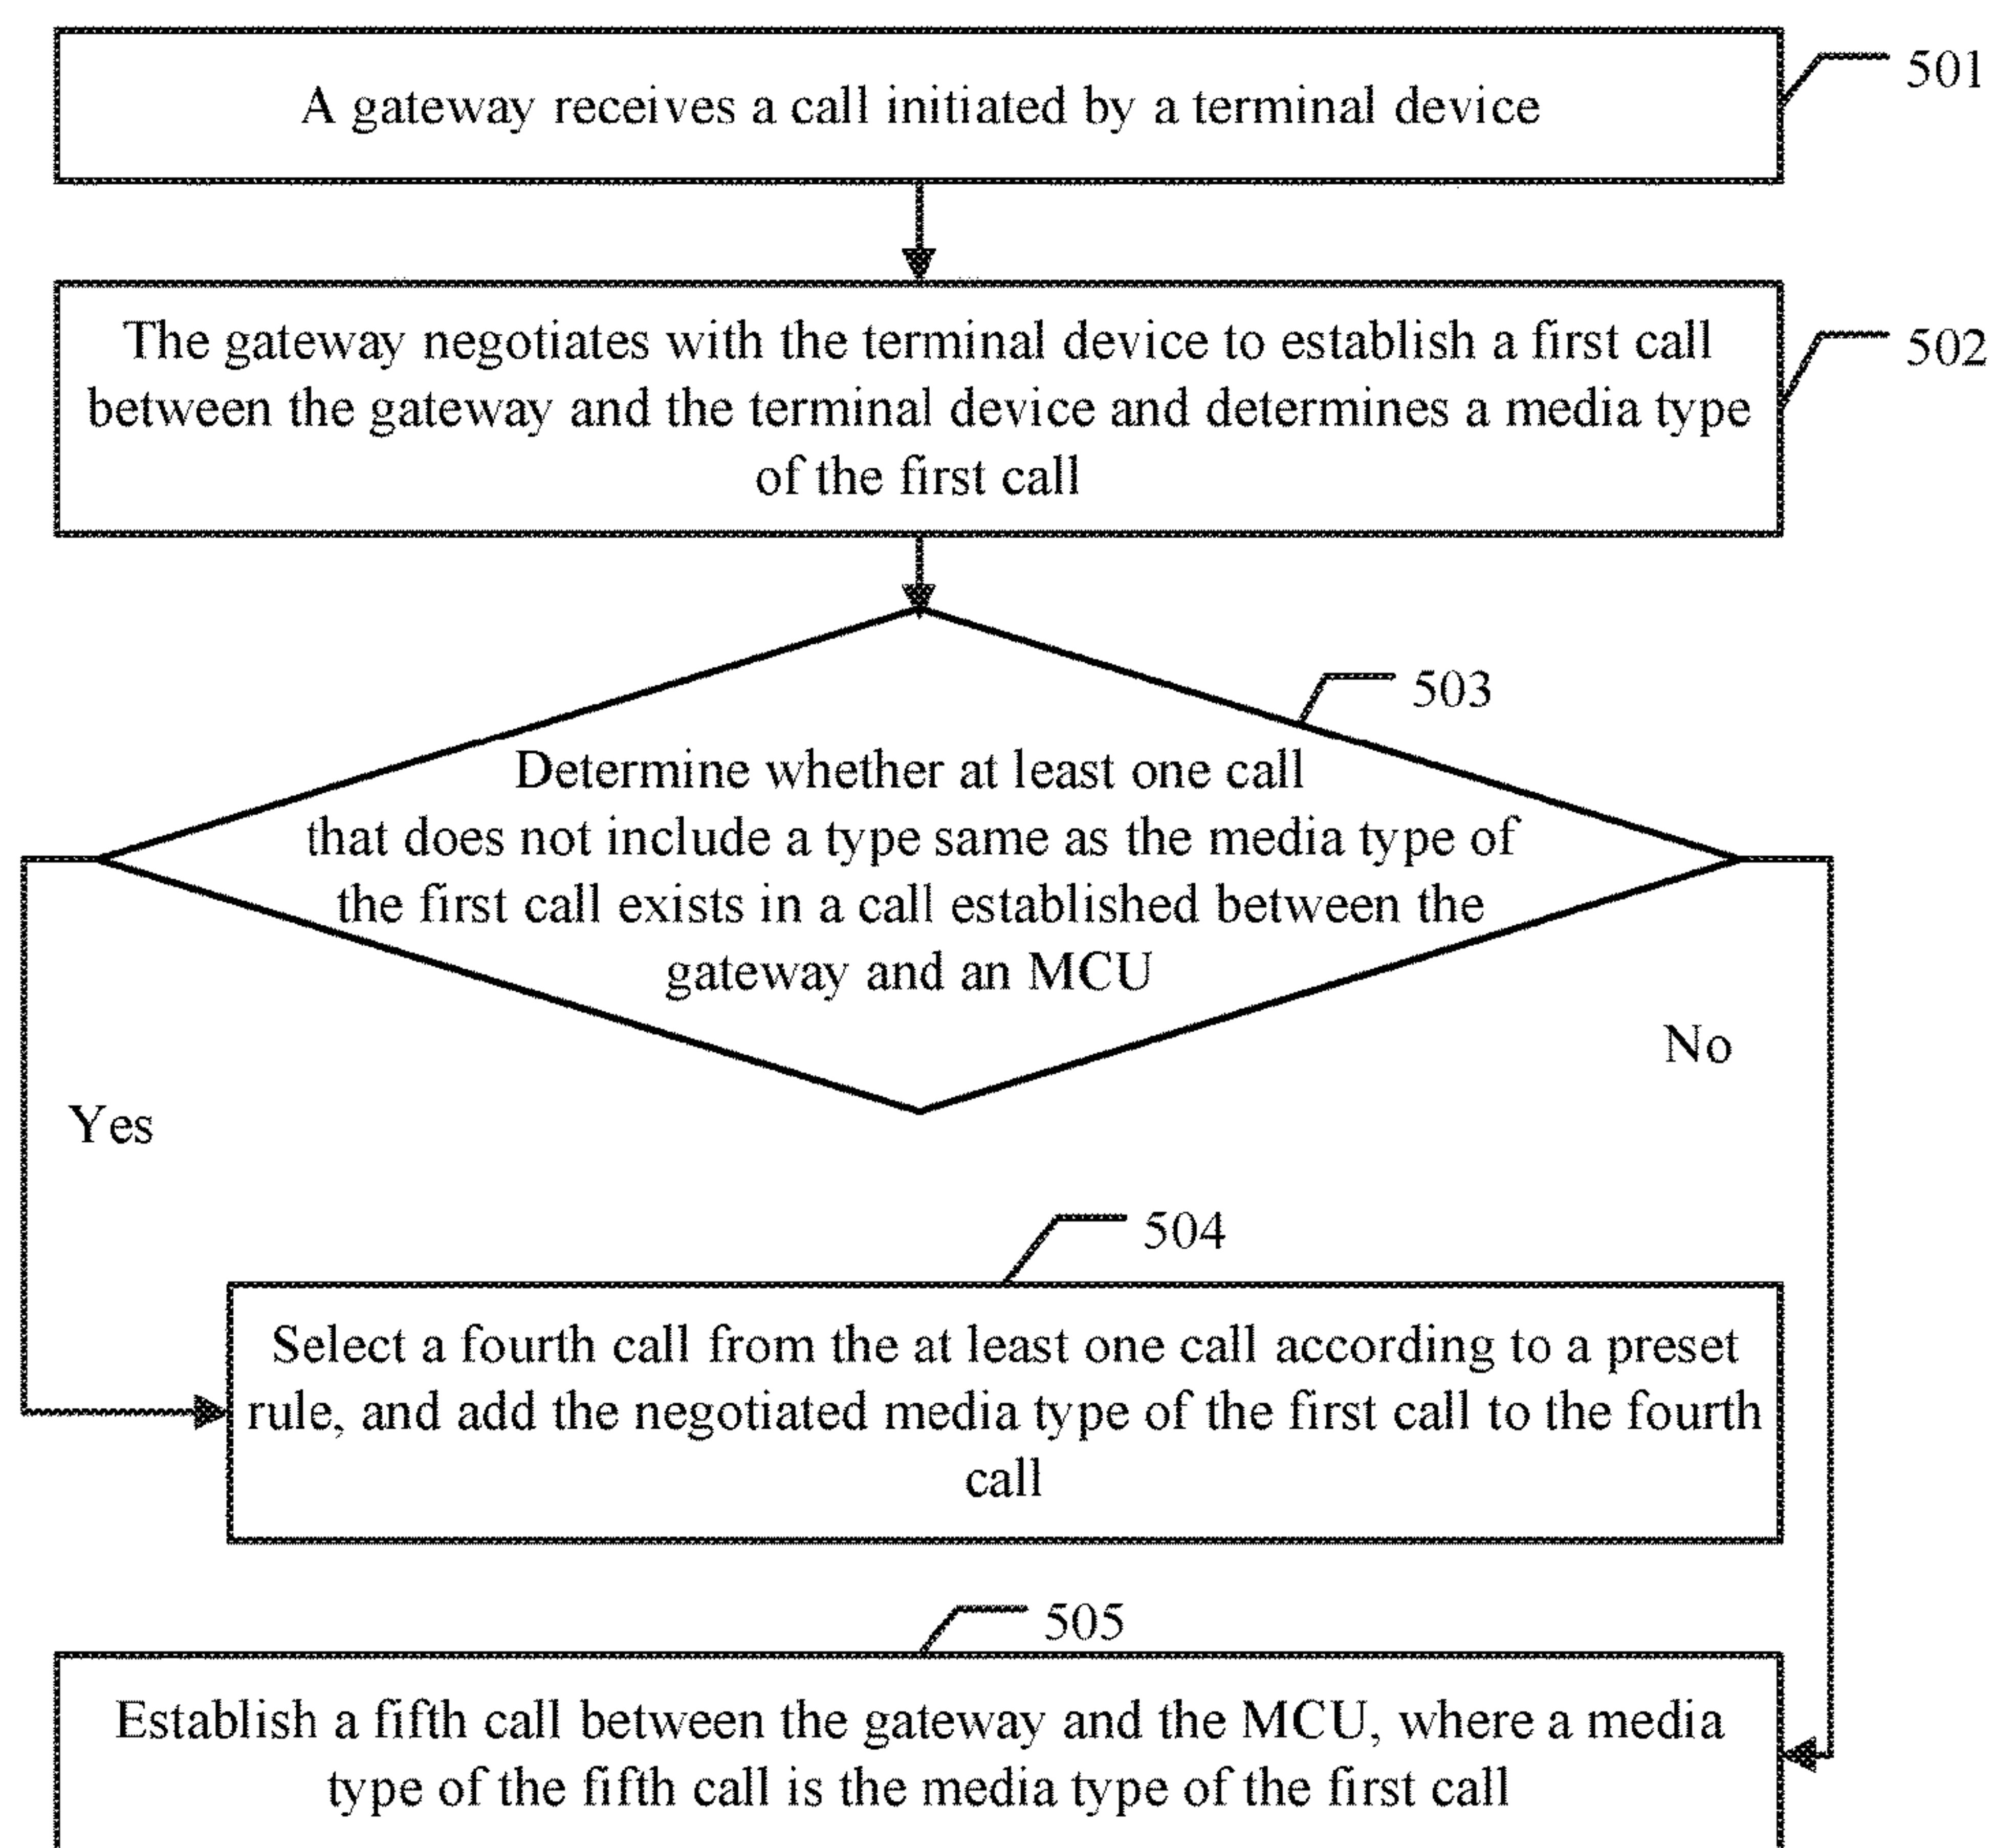 A gateway receives a call initiated by a terminal device
501
The gateway negotiates with the terminal device to establish a first call
between the gateway and the terminal device and determines a media type
of the first call
502
503
Determine whether at least one call
that does not include a type same as the media type of
the first call exists in a call established between the
gateway and an MCU
No
Yes
504
Select a fourth call from the at least one call according to a preset
rule, and add the negotiated media type of the first call to the fourth
call
505
Establish a fifth call between the gateway and the MCU, where a media
type of the fifth call is the media type of the first call